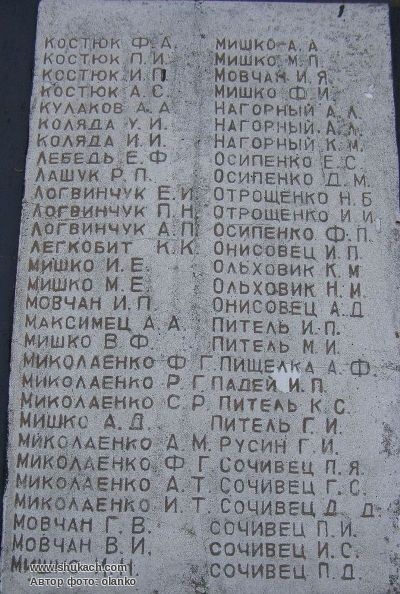 КОСТЮК Ф. А.
КОСТЮК П. И.
КОСТЮК И. П.
КОСТЮК А. С.
КУЛАКОВ А. А.
КОЛЯДА У. И.
КОЛЯДА И. И.
ЛЕБЕДЬ Е. Ф.
ЛАШУК Р. П.
ЛОГВИНЧУК Е. И.
ЛОГВИНЧУК П. Н.
ЛОГВИНЧУК А. П.
ЛЕГКОБИТ К. К.
МИШКО И. Е.
МИШКО М. Е.
МОВЧАН И. П.
МАКСИМЕЦ А. А.
МИШКО В. Ф.
МИКОЛАЕНКО Ф. Г.
МИКОЛАЕНКО Р. Г.
МИКОЛАЕНКО С. Р.
МИШКО А. Д.
МИКОЛАЕНКО А. М.
МИКОЛАЕНКО Ф. Г.
МИКОЛАЕНКО А. Т.
МИКОЛАЕНКО И. Т.
МОВЧАН Г. В.
МОВЧАН В. И.
МИШКО А. А.
МИШКО М. П.
МОВЧАН И. Я.
МИШКО Ф. И.
НАГОРНЫЙ А. Л.
НАГОРНЫЙ А. Л.
НАГОРНЫЙ К. М.
ОСИПЕНКО Е. С.
ОСИПЕНКО Д. М.
ОТРОЩЕНКО Н. Б.
ОТРОЩЕНКО И. И.
ОСИПЕНКО Ф. П.
ОНИСОВЕЦ И. П.
ОЛЬХОВИК К. М.
ОЛЬХОВИК Н. М.
ОНИСОВЕЦ А. Д.
ПИТЕЛЬ И. П.
ПИТЕЛЬ М. И.
ПИЩЕЛКА А. Ф.
ПАДЕЙ И. П.
ПИТЕЛЬ К. С.
ПИТЕЛЬ Г. И.
РУСИН Г. И.
СОЧИВЕЦ П. Я.
СОЧИВЕЦ Г. С.
СОЧИВЕЦ Д. Д.
СОЧИВЕЦ П. И.
СОЧИВЕЦ И. С.
СОЧИВЕЦ П. Д.
www.shukach.com
Автор фото: olanko